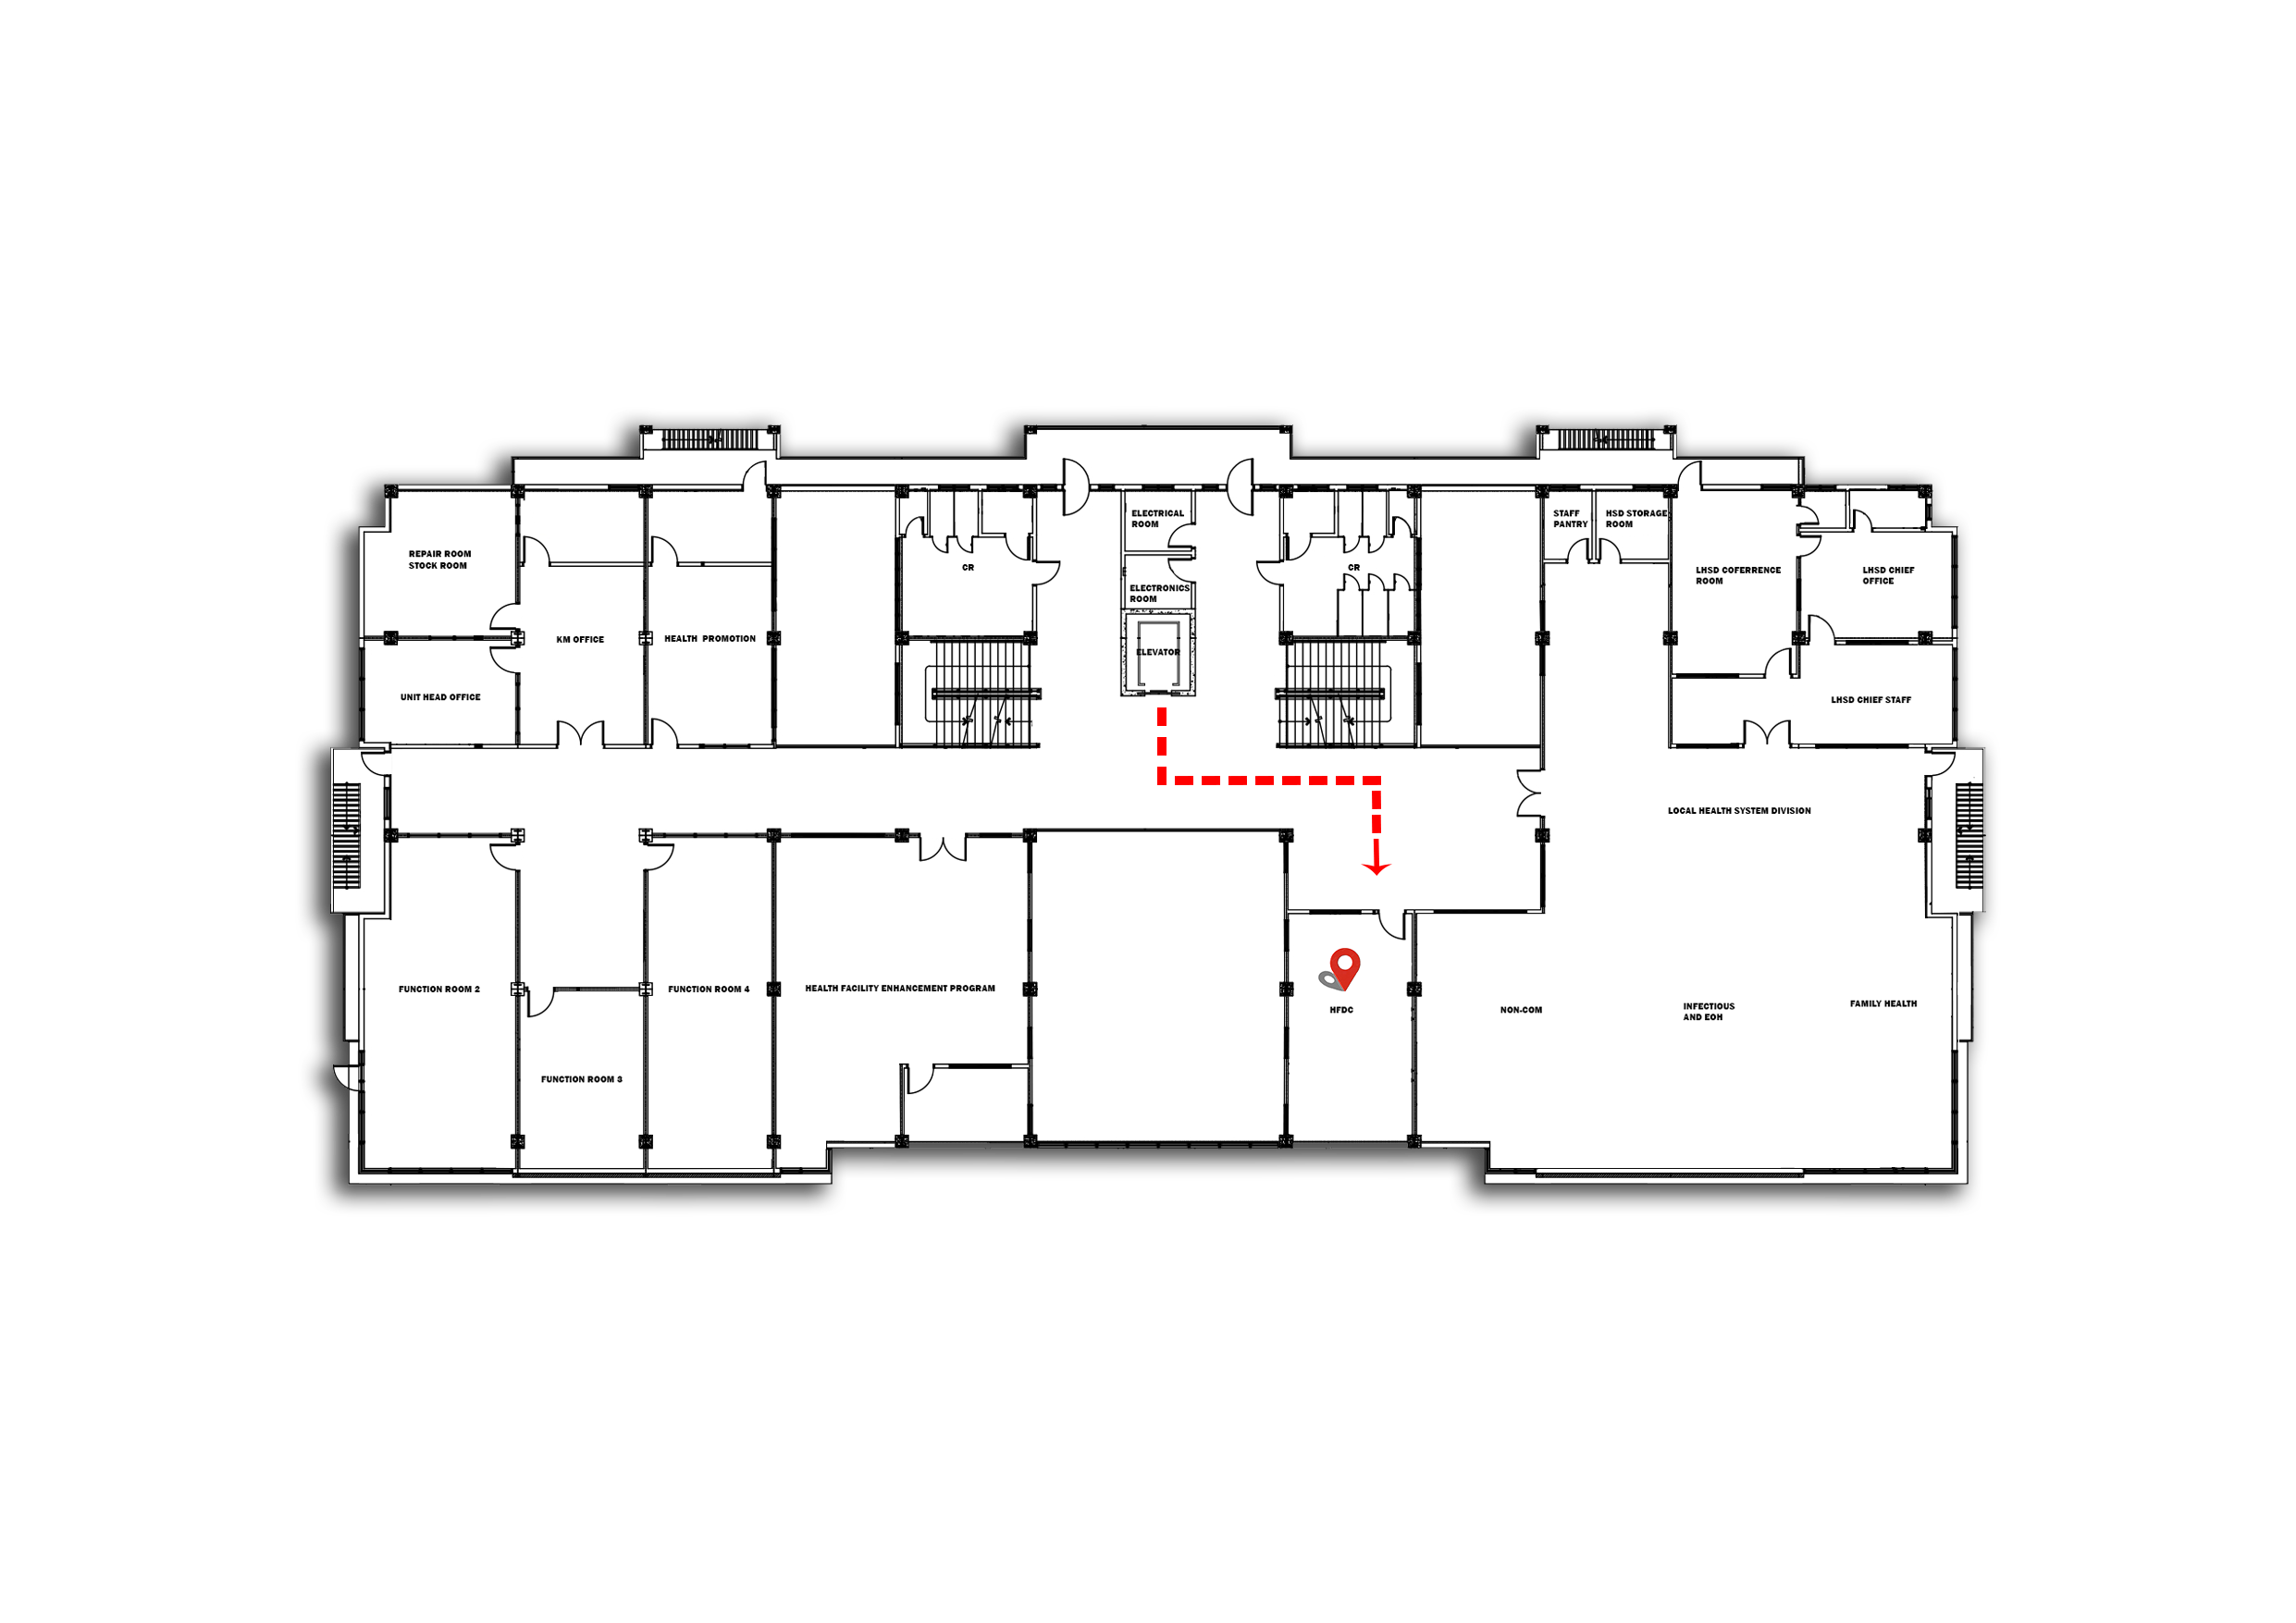 ELECTRICAL
ROOM
STAFF
PANTRY
HSD STORAGE
ROOM
REPAIR ROOM
STOCK ROOM
CR
ELECTRONICS
ROOM
CR
LHSD COFERRENCE
ROOM
LHSD CHIEF
OFFICE
KM OFFICE
HEALTH PROMOTION
ELEVATOR
UNIT HEAD OFFICE
LHSD CHIEF STAFF
LOCAL HEALTH SYSTEM DIVISION
FUNCTION ROOM 2
FUNCTION ROOM 4
HEALTH FACILITY ENHANCEMENT PROGRAM
HFDC
NON-COM
INFECTIOUS
AND EOH
FAMILY HEALTH
FUNCTION ROOM 3